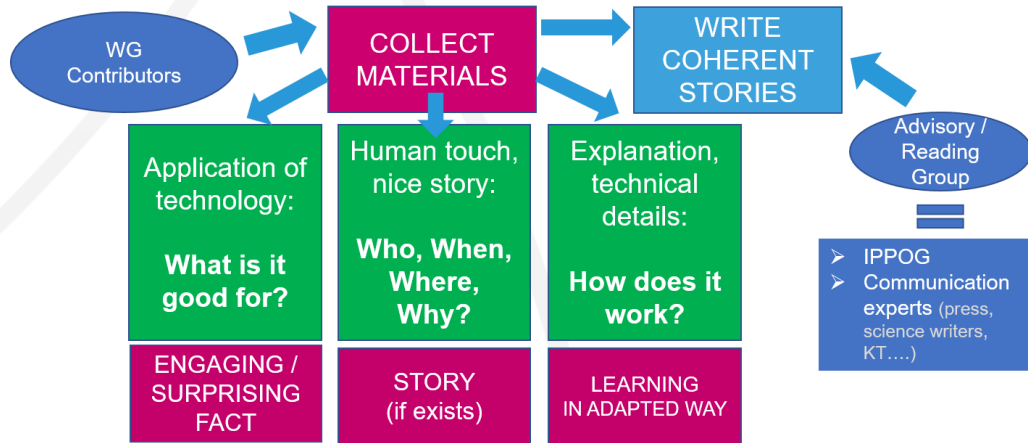 WG
Contributors
COLLECT
MATERIALS
WRITE
COHERENT
STORIES
Advisory /
Reading
Group
Application of
technology:
What is it
good for?
Human touch,
nice story:
Who, When,
Where,
Why?
Explanation,
technical
details:
How does it
work?
➢ IPPOG
➢ Communication
experts (press,
science writers,
KT....)
ENGAGING /
SURPRISING
FACT
STORY
(if exists)
LEARNING
IN ADAPTED WAY